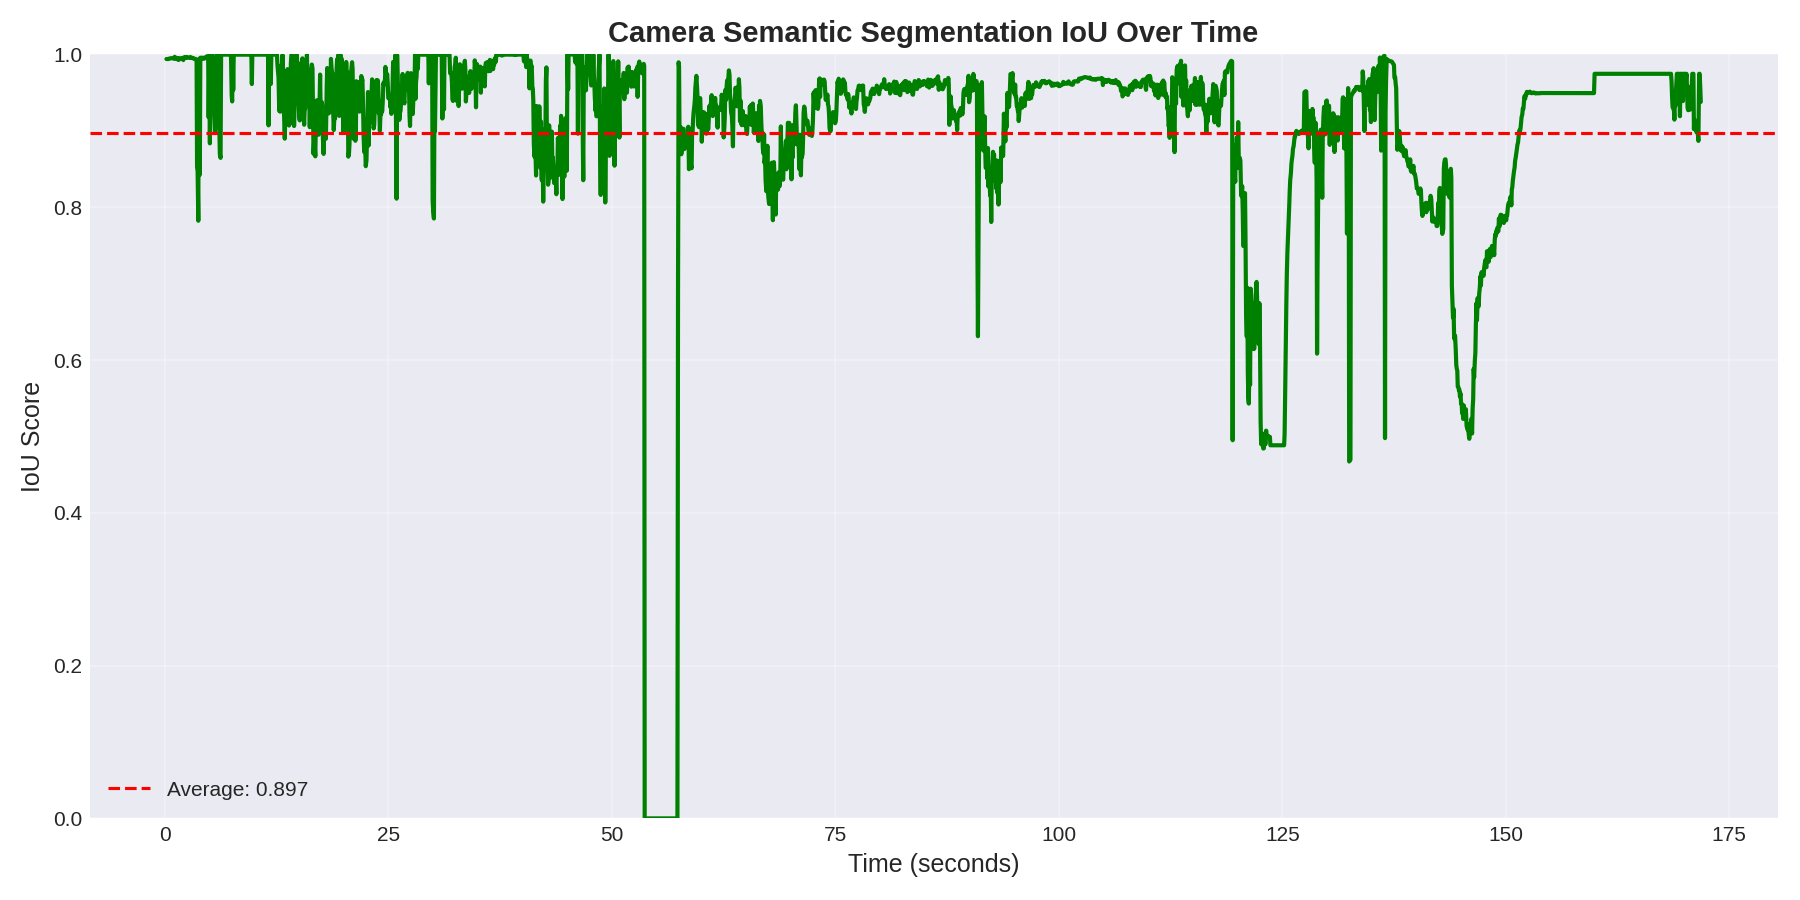 Camera Semantic Segmentation IoU Over Time
1.0
0.8
0.6
0.4
0.2
0.0
IoU Score
Average: 0.897
0 25 50 75 100 125 150 175
Time (seconds)